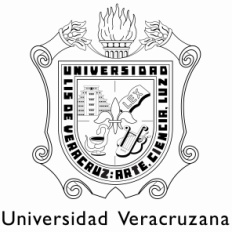 UNIVERSIDAD
LIS DE VERACRUZ: ARTE, CIENCIA, LUZ
Universidad Veracruzana